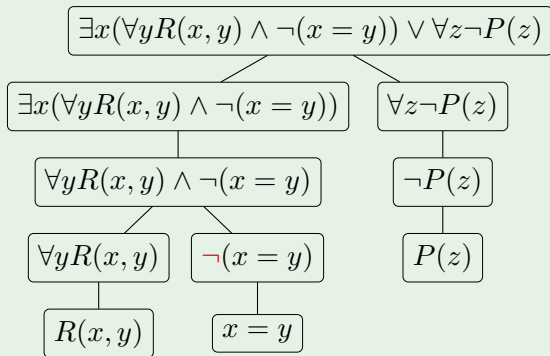 ∃x(∀yR(x, y) ∧ ¬(x = y)) ∨ ∀z¬P(z)
∃x(∀yR(x, y) ∧ ¬(x = y)) ∀z¬P(z)
∀yR(x, y) ∧ ¬(x = y) ¬P(z)
∀yR(x, y) ¬(x = y) P(z)
R(x, y) x = y